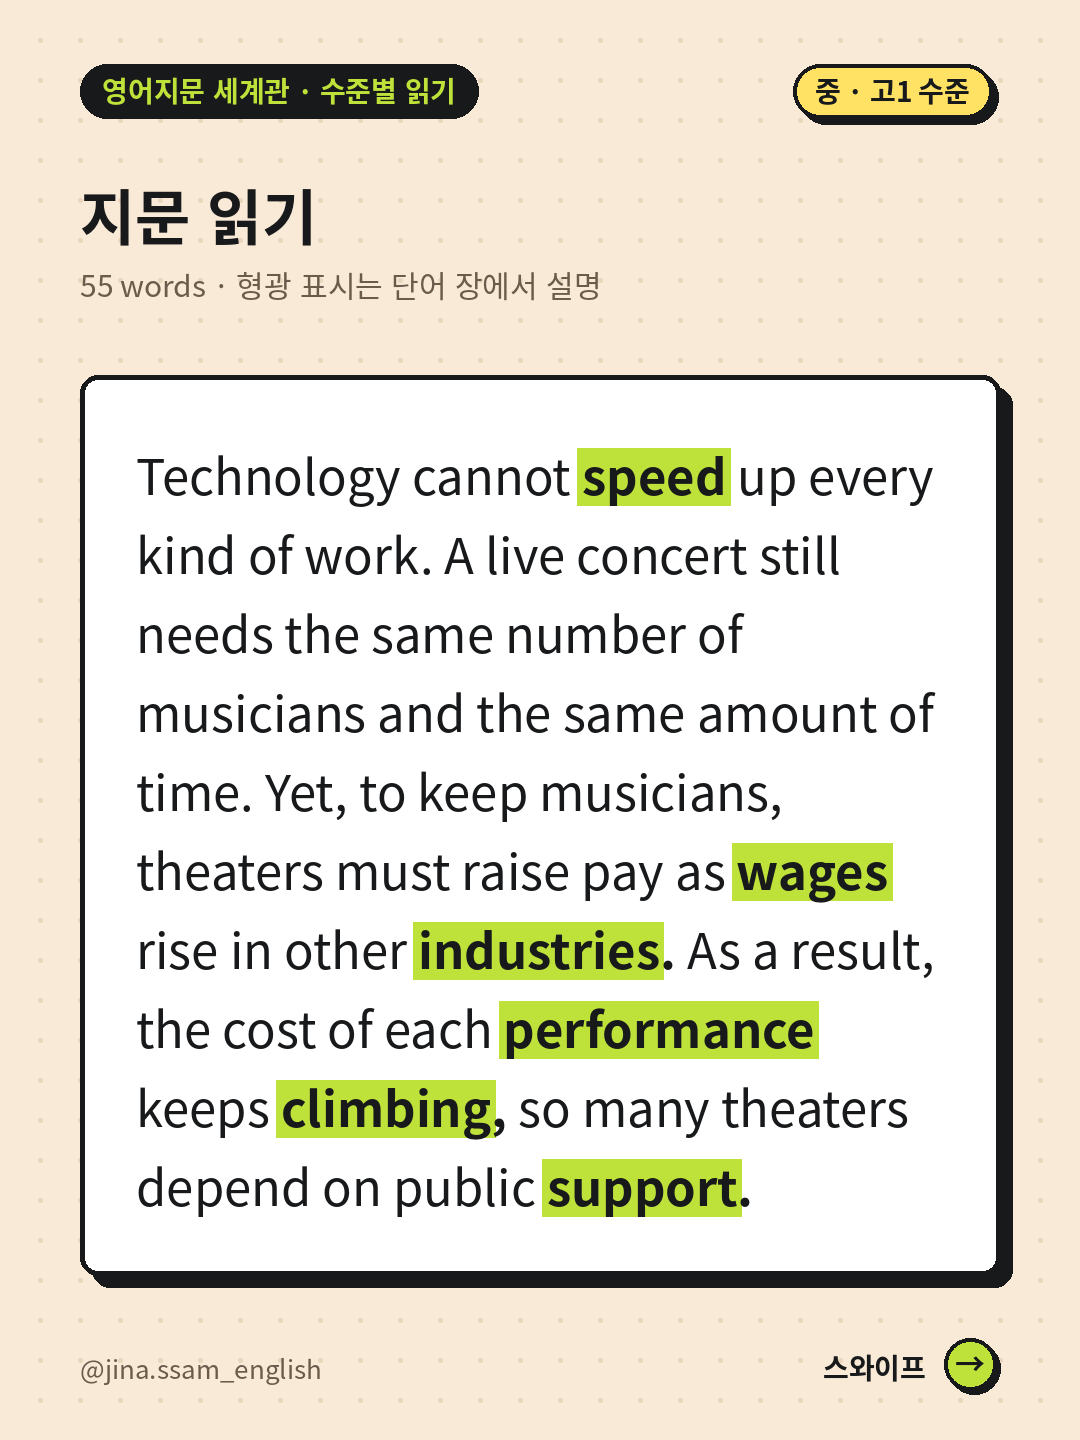 영어지문 세계관 · 수준별 읽기
중 · 고1 수준
지문 읽기
55 words · 형광 표시는 단어 장에서 설명
Technology cannot speed up every
kind of work. A live concert still
needs the same number of
musicians and the same amount of
time. Yet, to keep musicians,
theaters must raise pay as wages
rise in other industries. As a result,
the cost of each performance
keeps climbing, so many theaters
depend on public support.
@jina.ssam_english
스와이프 →